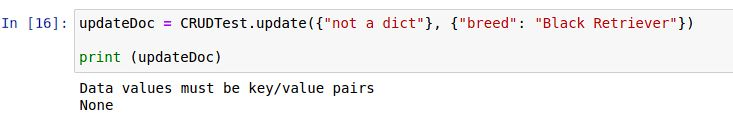 In [16]: updateDoc = CRUDTest.update({"not a dict"}, {"breed": "Black Retriever"})
print (updateDoc)
Data values must be key/value pairs
None